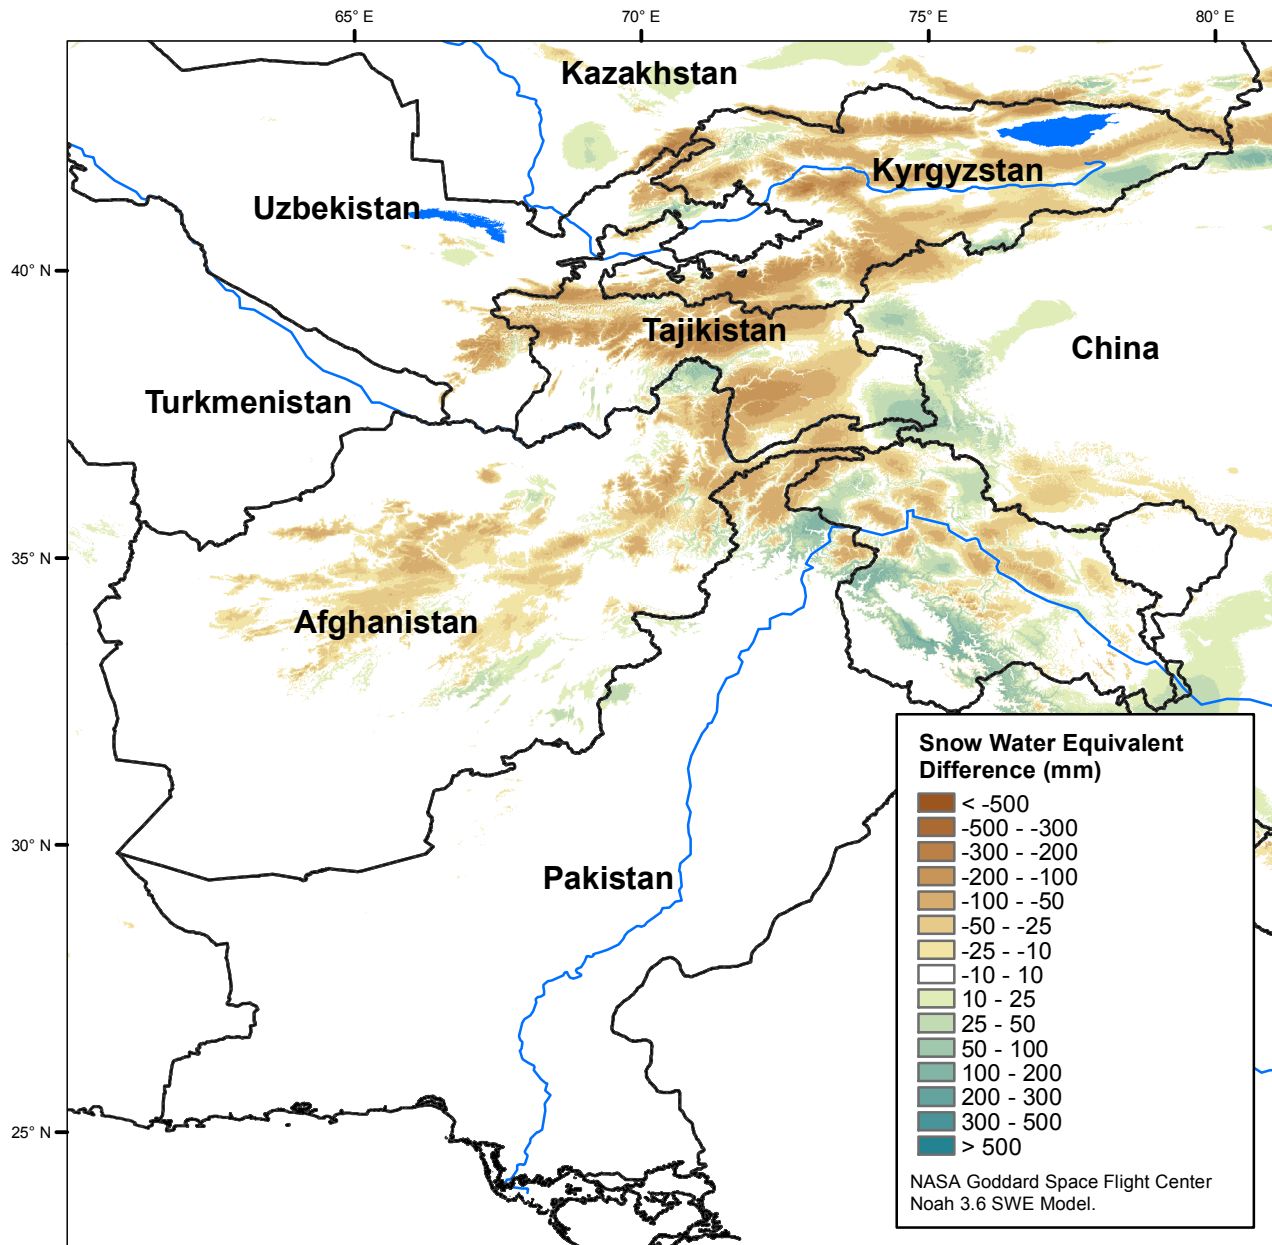 65° E
70° E
75° E
80° E
Kazakhstan
Kyrgyzstan
Uzbekistan
40° N
Tajikistan
China
Turkmenistan
35° N
Afghanistan
Snow Water Equivalent
Difference (mm)
< -500
-500 - -300
-300 - -200
-200 - -100
-100 - -50
-50 - -25
-25 - -10
-10 - 10
10 - 25
25 - 50
50 - 100
100 - 200
200 - 300
300 - 500
> 500
30° N
Pakistan
25° N
NASA Goddard Space Flight Center
Noah 3.6 SWE Model.